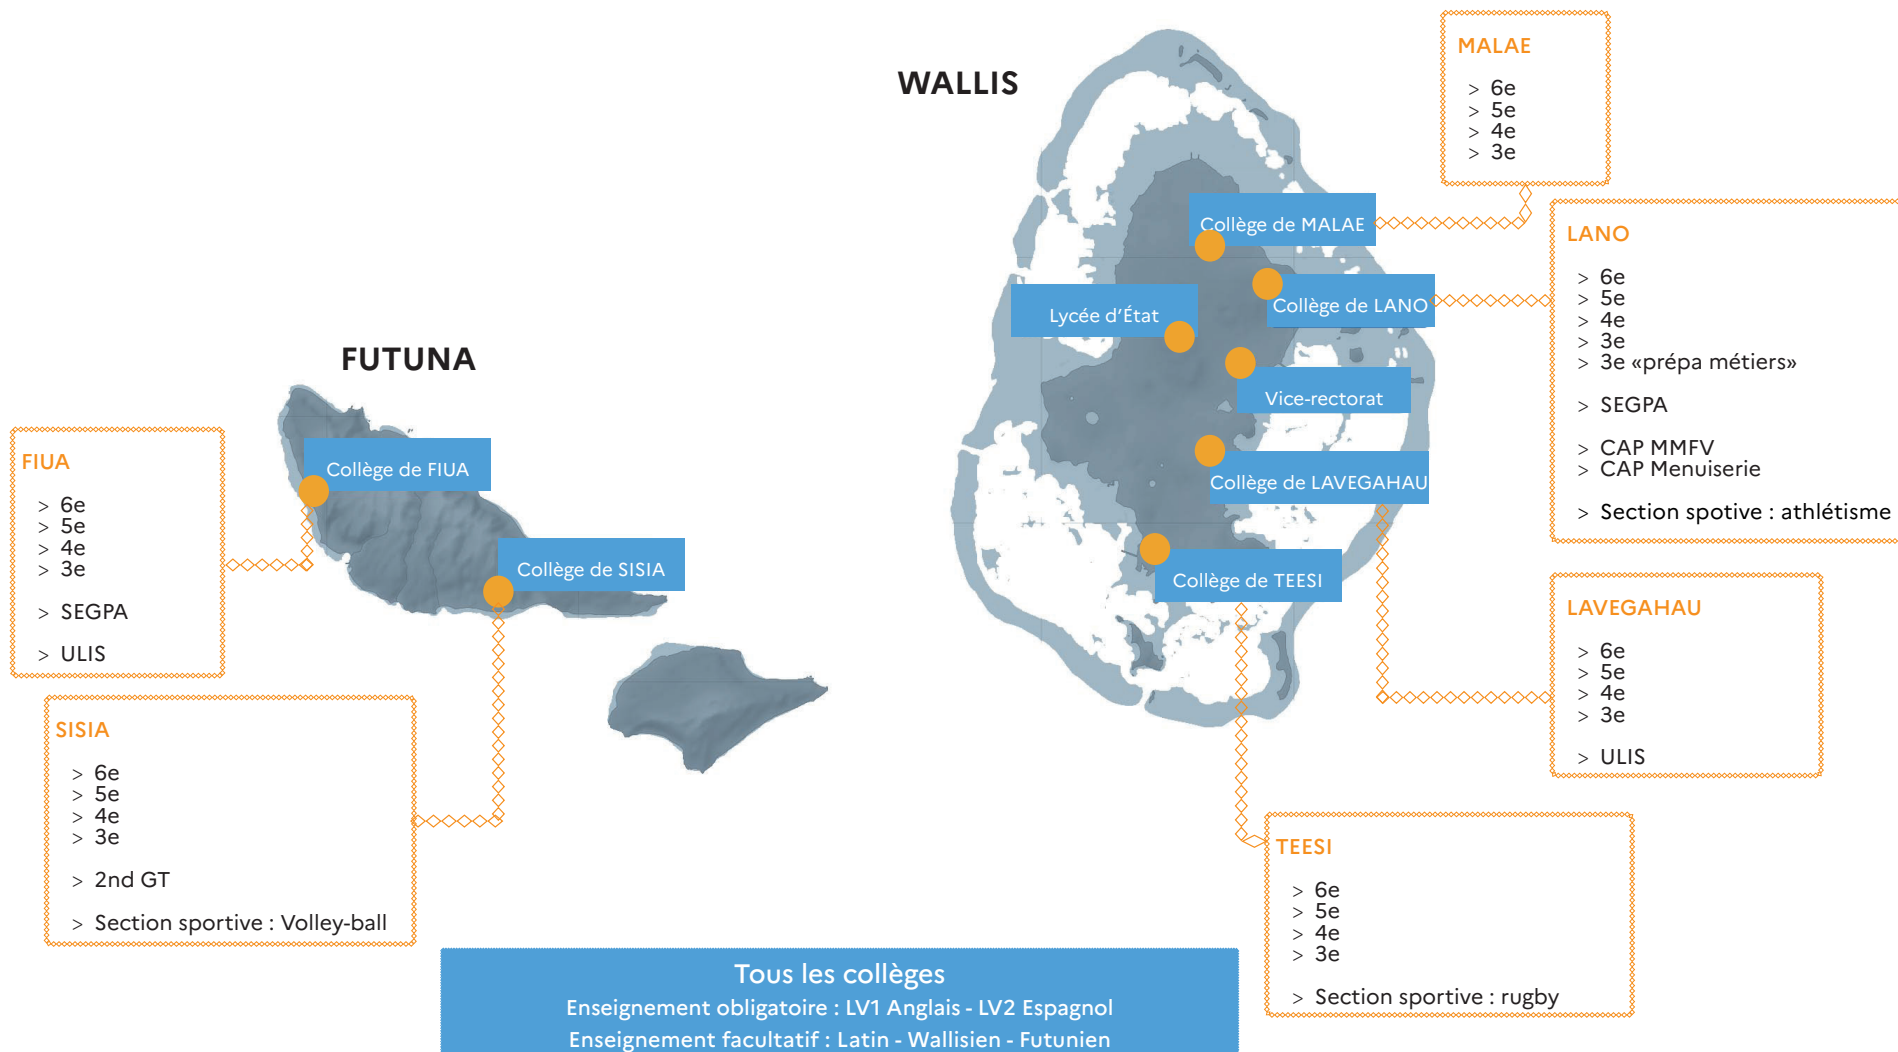 WALLIS
FUTUNA
MALAE
> 6e
> 5e
> 4e
> 3e
Collège de MALAE
Collège de LANO
Lycée d'État
Vice-rectorat
Collège de LAVEGAHAU
Collège de TEESI
LANO
> 6e
> 5e
> 4e
> 3e
> 3e «prépa métiers»
> SEGPA
> CAP MMFV
> CAP Menuiserie
> Section spotive : athlétisme
Collège de FIUA
Collège de SISIA
FIUA
> 6e
> 5e
> 4e
> 3e
> SEGPA
> ULIS
LAVEGAHAU
> 6e
> 5e
> 4e
> 3e
> ULIS
SISIA
> 6e
> 5e
> 4e
> 3e
> 2nd GT
> Section sportive : Volley-ball
TEESI
> 6e
> 5e
> 4e
> 3e
> Section sportive : rugby
Tous les collèges
Enseignement obligatoire : LV1 Anglais - LV2 Espagnol
Enseignement facultatif : Latin - Wallisien - Futunien